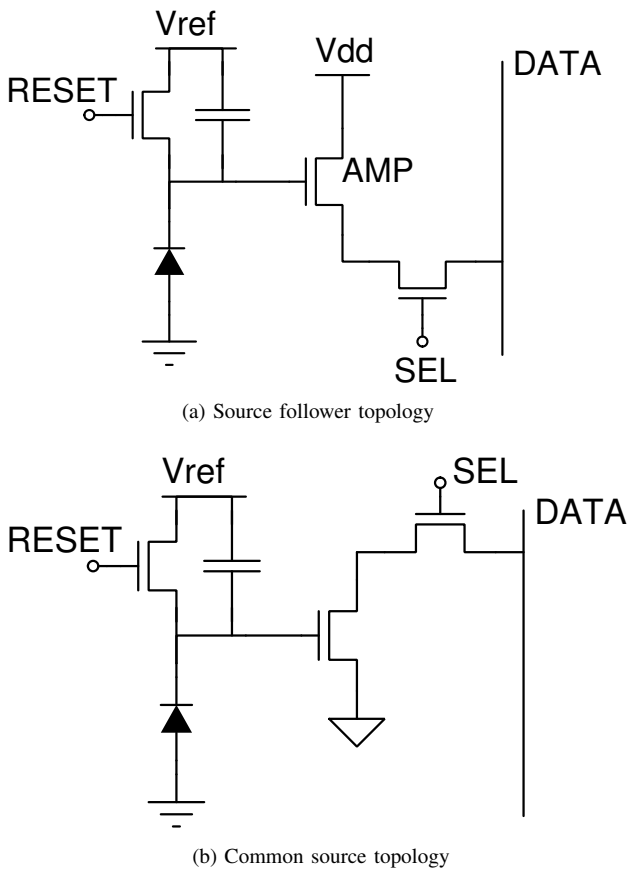 Vref
Vdd
DATA
RESET
AMP
SEL
(a) Source follower topology
Vref
SEL
DATA
RESET
(b) Common source topology